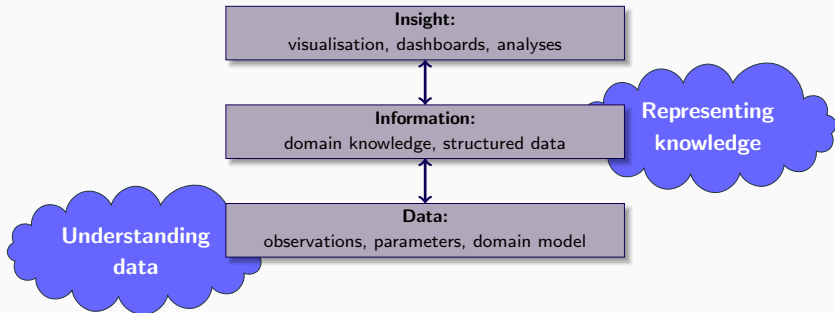 Insight:
visualisation, dashboards, analyses
Representing
knowledge
Information:
domain knowledge, structured data
Data:
observations, parameters, domain model
Understanding
data